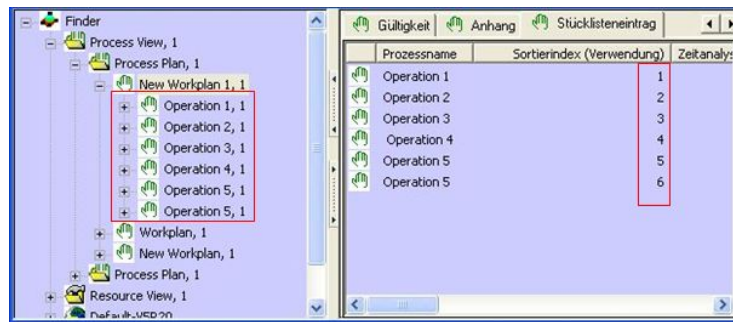 Finder
Process View, 1
Process Plan, 1
New Workplan 1, 1
Operation 1, 1
Operation 2, 1
Operation 3, 1
Operation 4, 1
Operation 5, 1
Operation 5, 1
Workplan, 1
New Workplan, 1
Process Plan, 1
Resource View, 1
Default-V5R20
Gültigkeit Anhang Stücklisteneintrag
Prozessname Sortierindex (Verwendung) Zeitanalys
Operation 1 1
Operation 2 2
Operation 3 3
Operation 4 4
Operation 5 5
Operation 5 6